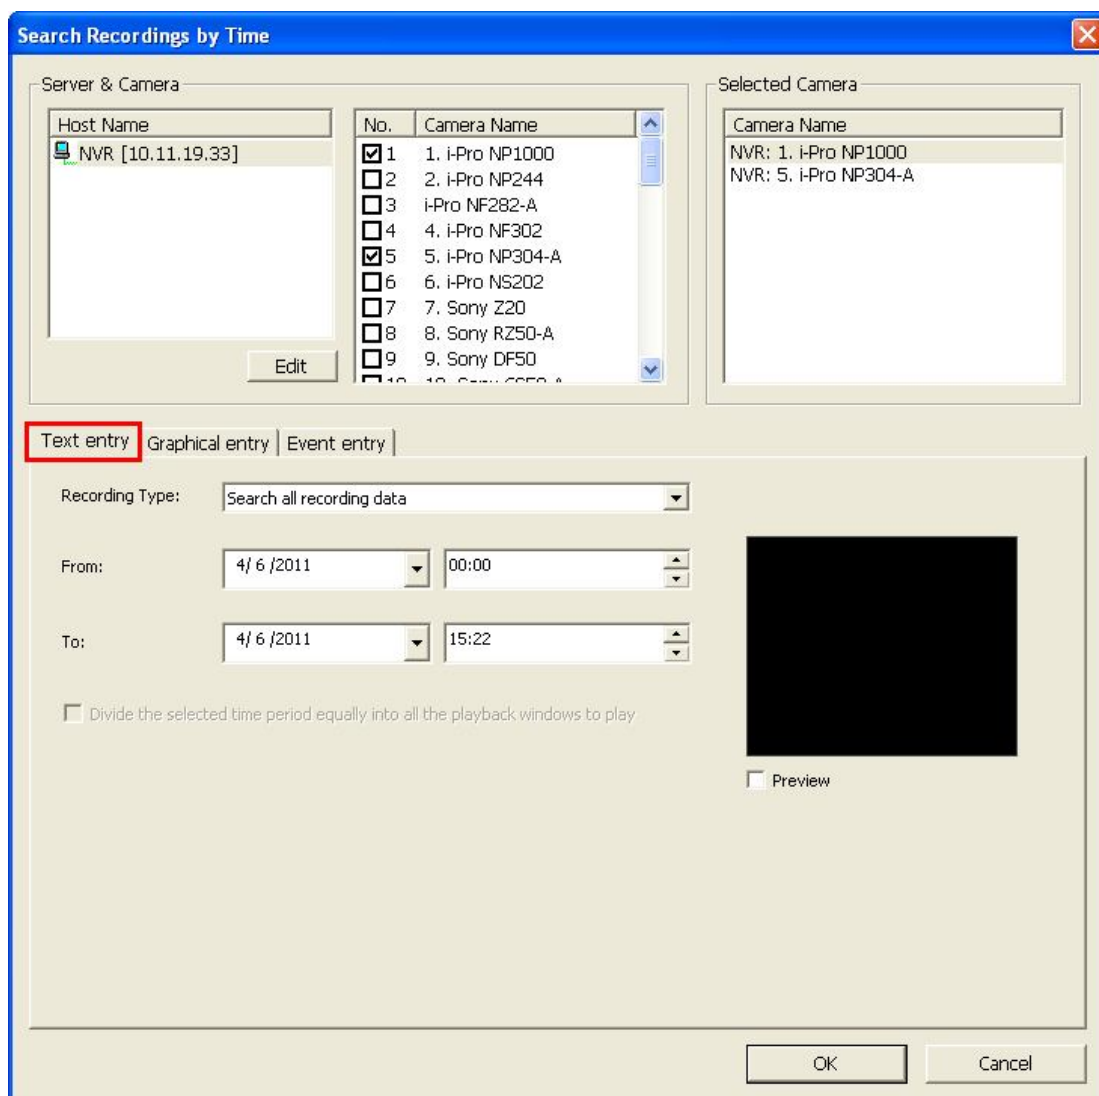 Search Recordings by Time
Server & Camera
Host Name
NVR [10.11.19.33]
Edit
No. Camera Name
1 1. i-Pro NP1000
2 2. i-Pro NP244
3 i-Pro NF282-A
4 4. i-Pro NF302
5 5. i-Pro NP304-A
6 6. i-Pro NS202
7 7. Sony Z20
8 8. Sony RZ50-A
9 9. Sony DF50
Selected Camera
Camera Name
NVR: 1. i-Pro NP1000
NVR: 5. i-Pro NP304-A
Text entry Graphical entry Event entry
Recording Type: Search all recording data
From: 4/ 6 /2011 00:00
To: 4/ 6 /2011 15:22
Divide the selected time period equally into all the playback windows to play
Preview
OK Cancel